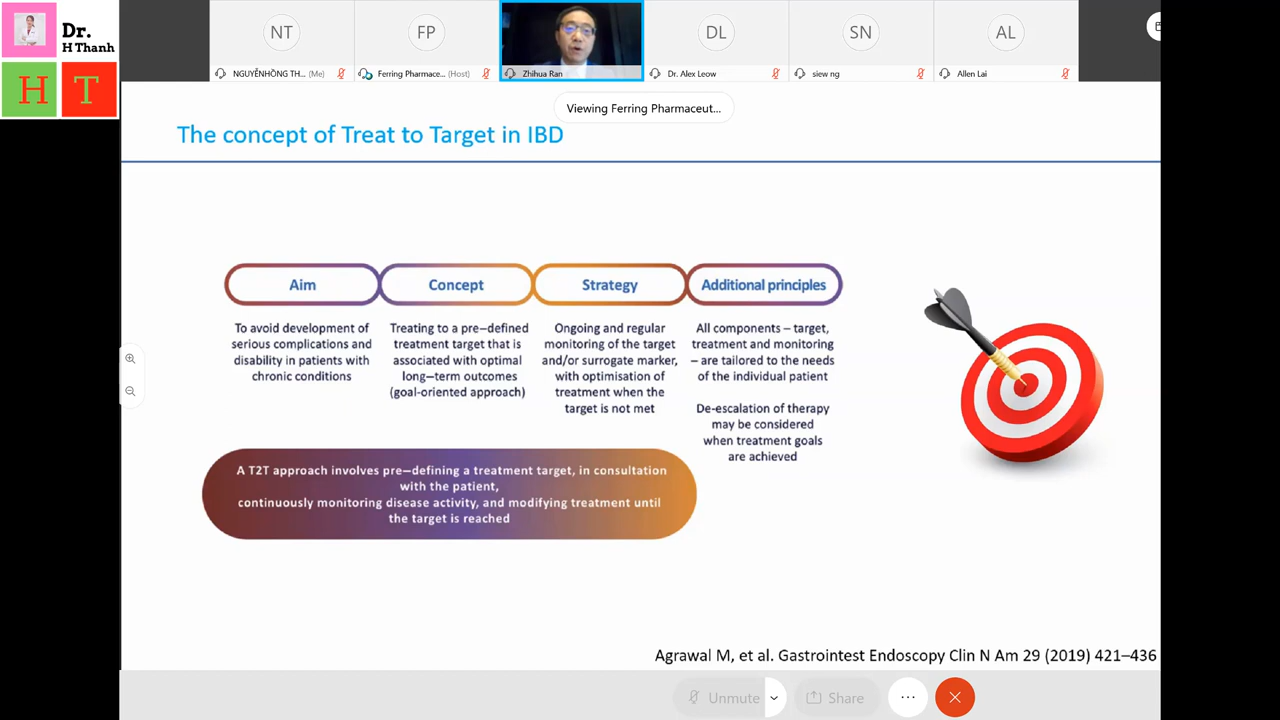 Dr.
H Thanh
H T
NT
FP
DL
SN
AL
NGUYỄNHỒNG TH... (Me)
Ferring Pharmace... (Host)
Zhihua Ran
Dr. Alex Leow
siew ng
Allen Lai
Viewing Ferring Pharmaceut...
The concept of Treat to Target in IBD
Aim
To avoid development of
serious complications and
disability in patients with
chronic conditions
Concept
Treating to a pre–defined
treatment target that is
associated with optimal
long–term outcomes
(goal-oriented approach)
Strategy
Ongoing and regular
monitoring of the target
and/or surrogate marker,
with optimisation of
treatment when the
target is not met
Additional principles
All components – target,
treatment and monitoring
– are tailored to the needs
of the individual patient
De-escalation of therapy
may be considered
when treatment goals
are achieved
A T2T approach involves pre–defining a treatment target, in consultation
with the patient,
continuously monitoring disease activity, and modifying treatment until
the target is reached
Agrawal M, et al. Gastrointest Endoscopy Clin N Am 29 (2019) 421–436
Unmute
Share